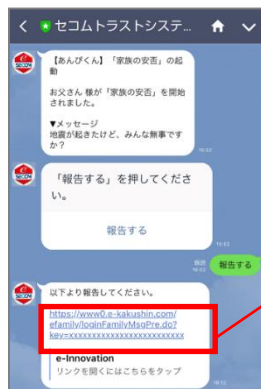 セコムトラストシステ...
【あんぴくん】「家族の安否」の起
動
お父さん 様が「家族の安否」を開始
されました。
▼メッセージ
地震が起きたけど、みんな無事です
か？
「報告する」を押してくださ
い。
報告する
報告する
以下より報告してください。
https://www0.e-kakushin.com/
efamily/loginFamilyMsgPre.do?
key=xxxxxxxxxxxxxxxxxxxxxxxx
e-Innovation
リンクを開くにはこちらをタップ